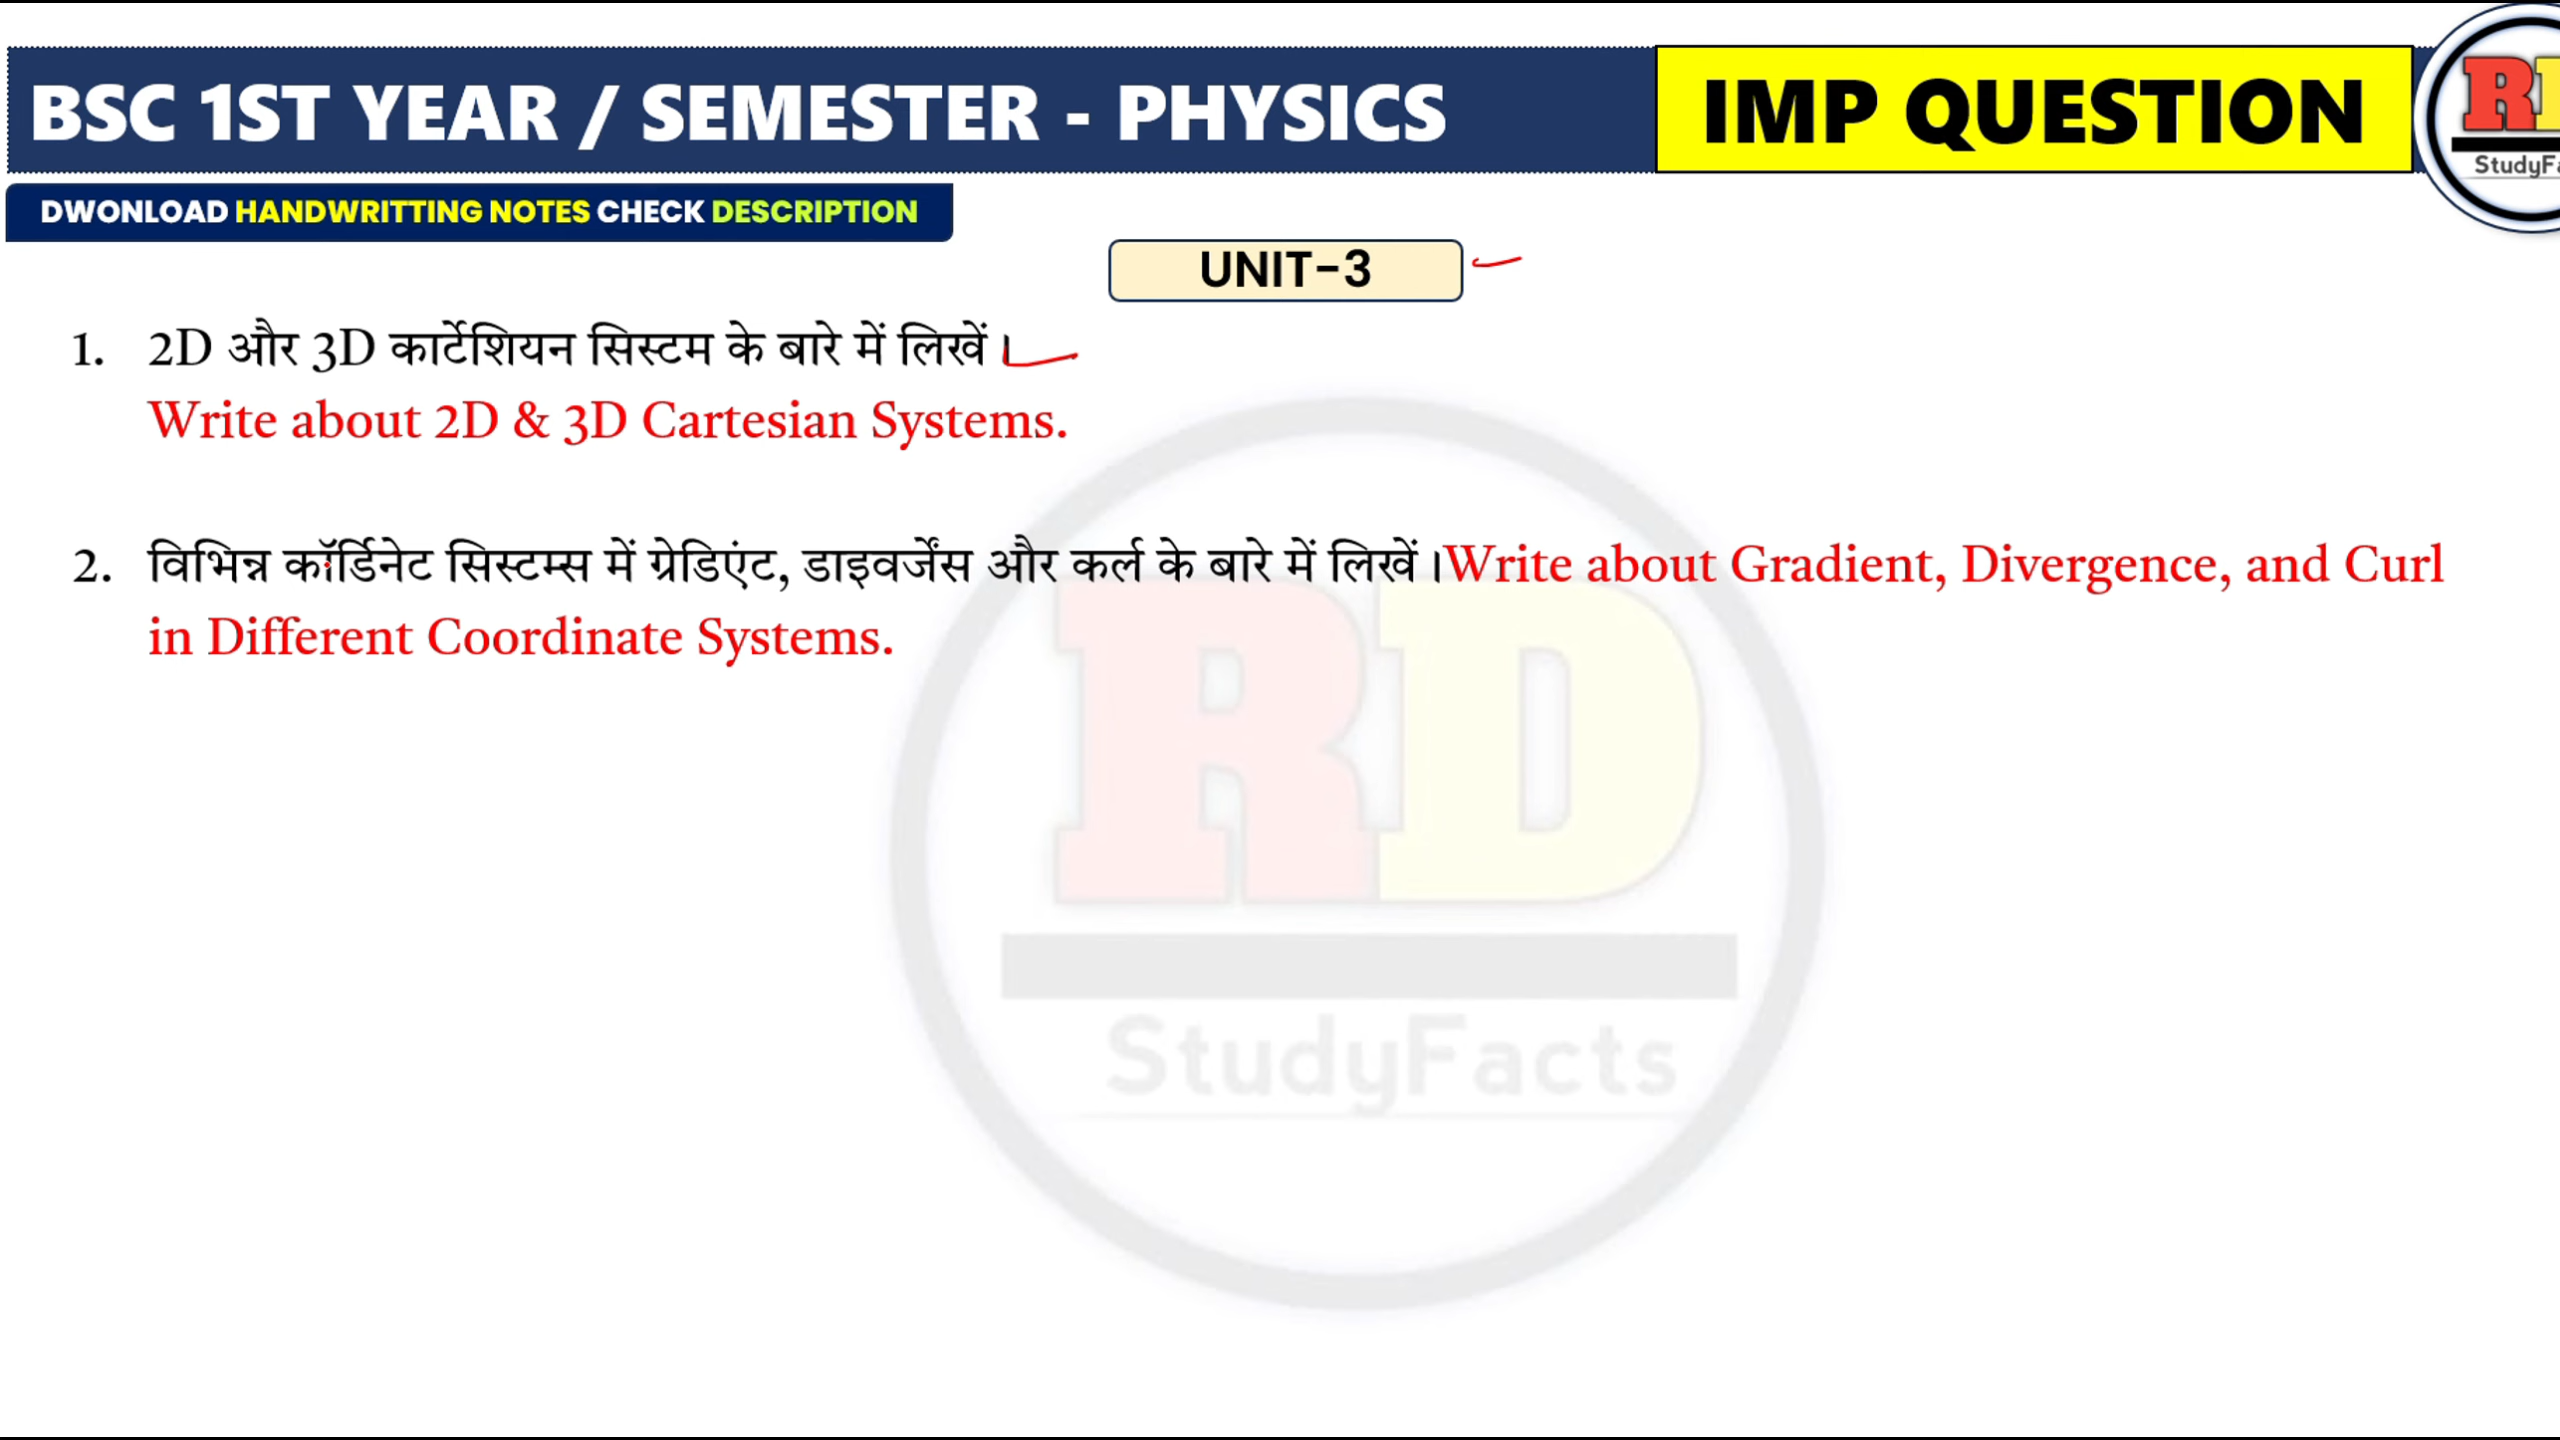 BSC 1ST YEAR / SEMESTER - PHYSICS
IMP QUESTION
RD
StudyFa
DWONLOAD HANDWRITTING NOTES CHECK DESCRIPTION
UNIT-3
1. 2D और 3D कार्टेशियन सिस्टम के बारे में लिखें।
Write about 2D & 3D Cartesian Systems.
2. विभिन्न कॉर्डिनेट सिस्टम्स में ग्रेडिएंट, डाइवर्जेंस और कर्ल के बारे में लिखें।Write about Gradient, Divergence, and Curl
in Different Coordinate Systems.
RD
StudyFacts